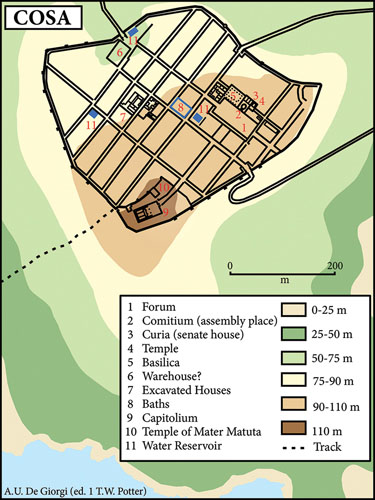 COSA
11
6
5
3
4
2
1
8
11
7
11
10
9
0
200
m
1 Forum
2 Comitium (assembly place)
3 Curia (senate house)
4 Temple
5 Basilica
6 Warehouse?
7 Excavated Houses
8 Baths
9 Capitolium
10 Temple of Mater Matuta
11 Water Reservoir
0-25 m
25-50 m
50-75 m
75-90 m
90-110 m
110 m
Track
A.U. De Giorgi (ed. 1 T.W. Potter)